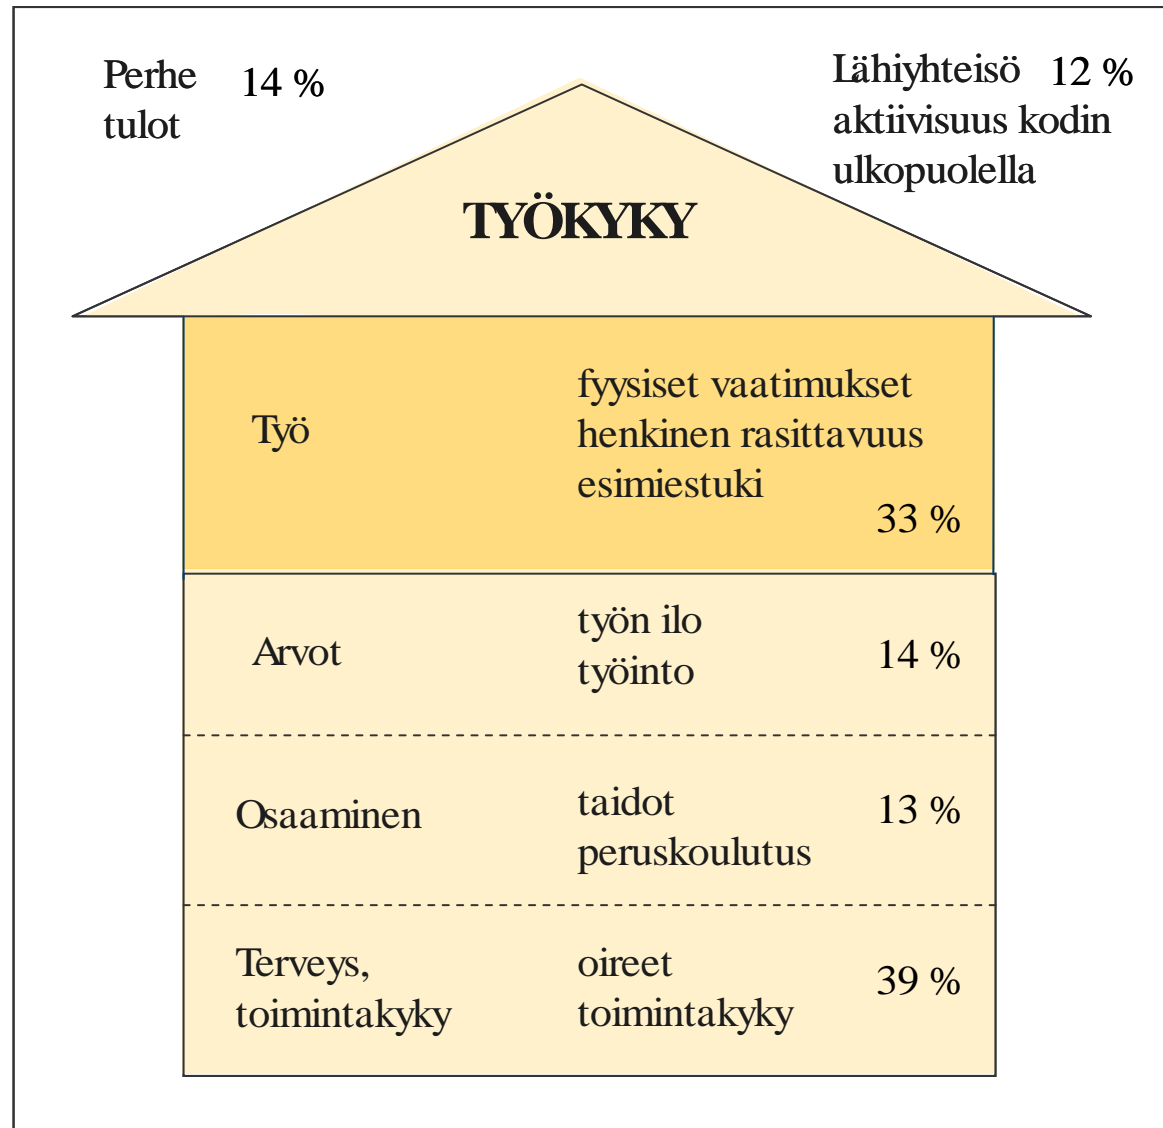 Perhe 14 %
tulot
Lähiyhteisö 12 %
aktiivisuus kodin
ulkopuolella
TYÖKYKY
Työ
fyysiset vaatimukset
henkinen rasittavuus
esimiestuki
33 %
Arvot
työn ilo
työinto
14 %
Osaaminen
taidot
peruskoulutus
13 %
Terveys,
toimintakyky
oireet
toimintakyky
39 %